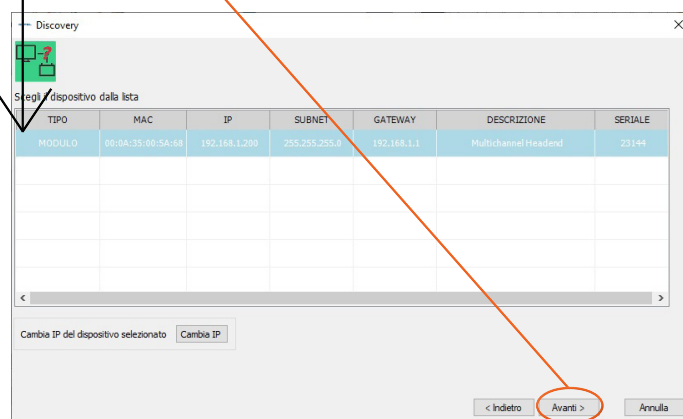 Discovery
Scegli il dispositivo dalla lista
TIPO MAC IP SUBNET GATEWAY DESCRIZIONE SERIALE
MODULO 00:0A:35:00:5A:68 192.168.1.200 255.255.255.0 192.168.1.1 Multichannel Headend 23144
Cambia IP del dispositivo selezionato Cambia IP
< Indietro Avanti > Annulla